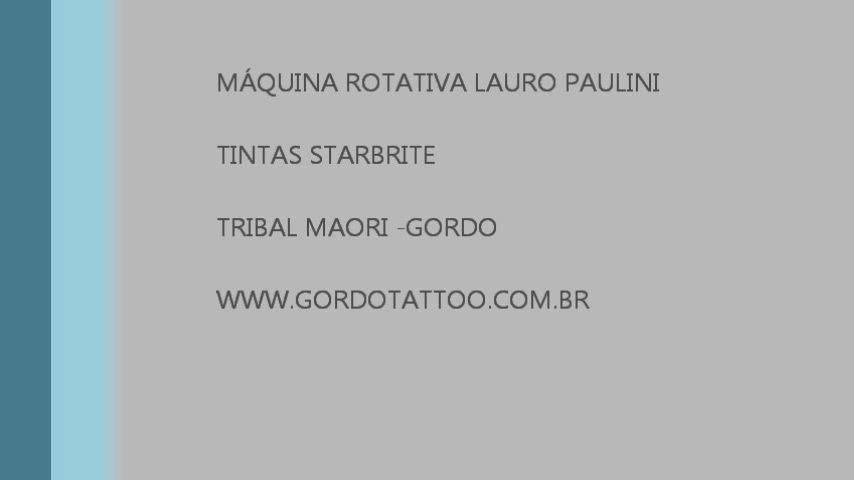 MÁQUINA ROTATIVA LAURO PAULINI
TINTAS STARBRITE
TRIBAL MAORI -GORDO
WWW.GORDOTATTOO.COM.BR